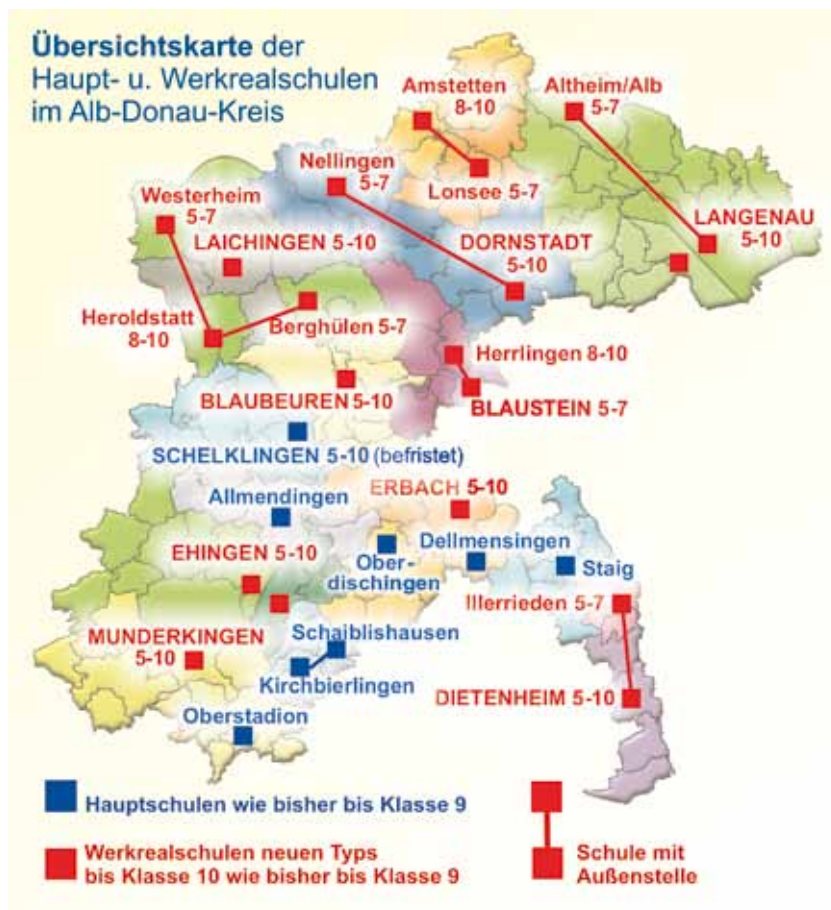 Übersichtskarte der
Haupt- u. Werkrealschulen
im Alb-Donau-Kreis
Amstetten
8-10
Altheim/Alb
5-7
Nellingen
5-7
Lonsee 5-7
Westerheim
5-7
LANGENAU
5-10
LAICHINGEN 5-10
DORNSTADT
5-10
Heroldstatt
8-10
Berghülen 5-7
Herrlingen 8-10
BLAUBEUREN 5-10
BLAUSTEIN 5-7
SCHELKLINGEN 5-10 (befristet)
Allmendingen
ERBACH 5-10
EHINGEN 5-10
Ober-
dischingen
Dellmensingen
Staig
Illerrieden 5-7
MUNDERKINGEN
5-10
Schaiblishausen
Kirchbierlingen
DIETENHEIM 5-10
Oberstadion
Hauptschulen wie bisher bis Klasse 9
Werkrealschulen neuen Typs
bis Klasse 10 wie bisher bis Klasse 9
Schule mit
Außenstelle